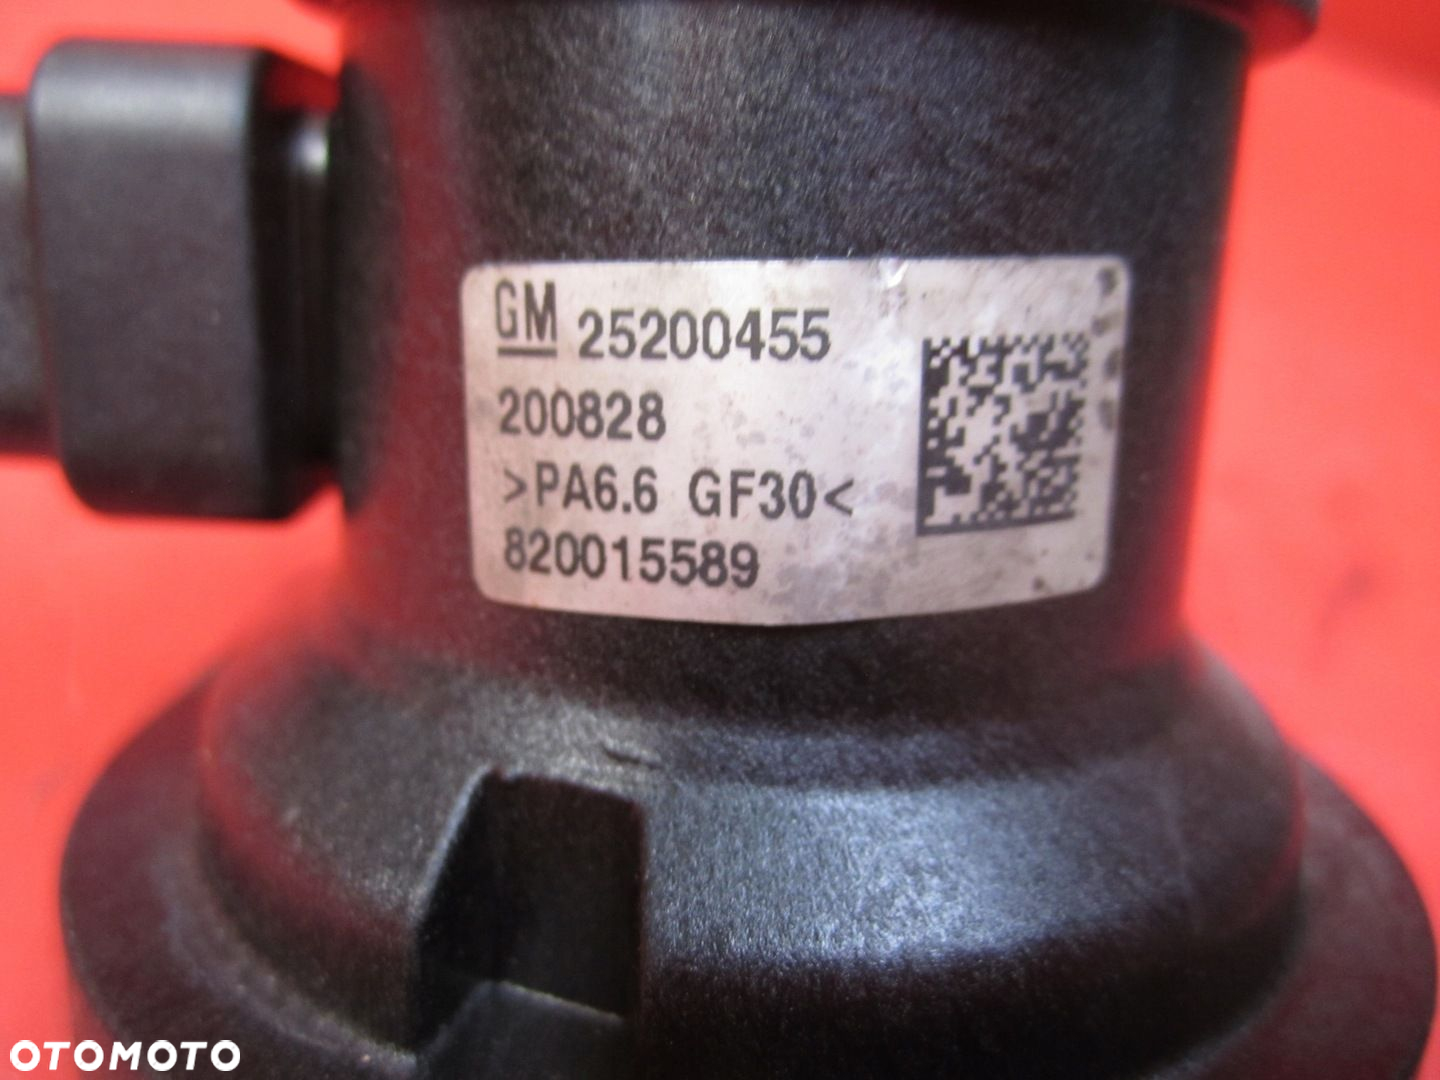 GM 25200455
200828
>PA6.6 GF30<
820015589
OTOMOTO